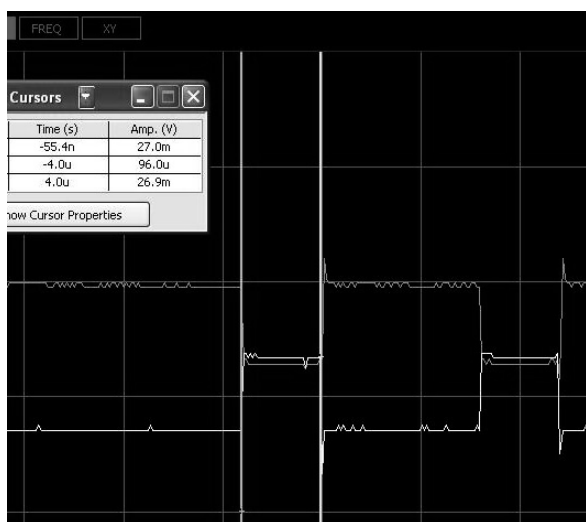 FREQ XY
Cursors
Time (s) Amp. (V)
-55.4n 27.0m
-4.0u 96.0u
4.0u 26.9m
how Cursor Properties